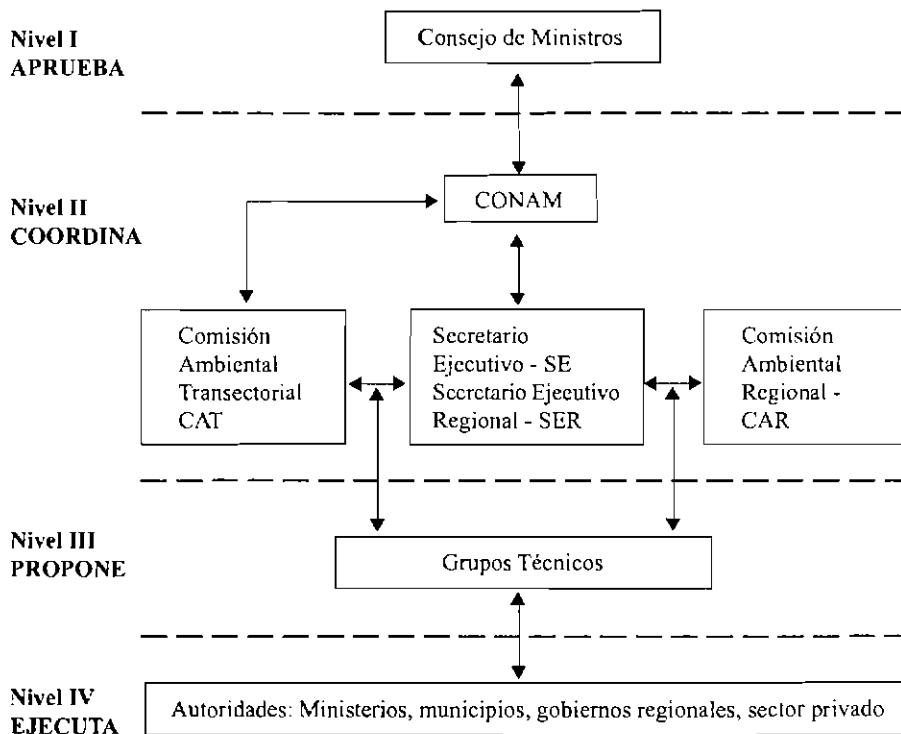 Nivel I
APRUEBA
Consejo de Ministros
Nivel II
COORDINA
CONAM
Comisión
Ambiental
Transectorial
CAT
Secretario
Ejecutivo - SE
Secretario Ejecutivo
Regional - SER
Comisión
Ambiental
Regional -
CAR
Nivel III
PROPONE
Grupos Técnicos
Nivel IV
EJECUTA
Autoridades: Ministerios, municipios, gobiernos regionales, sector privado